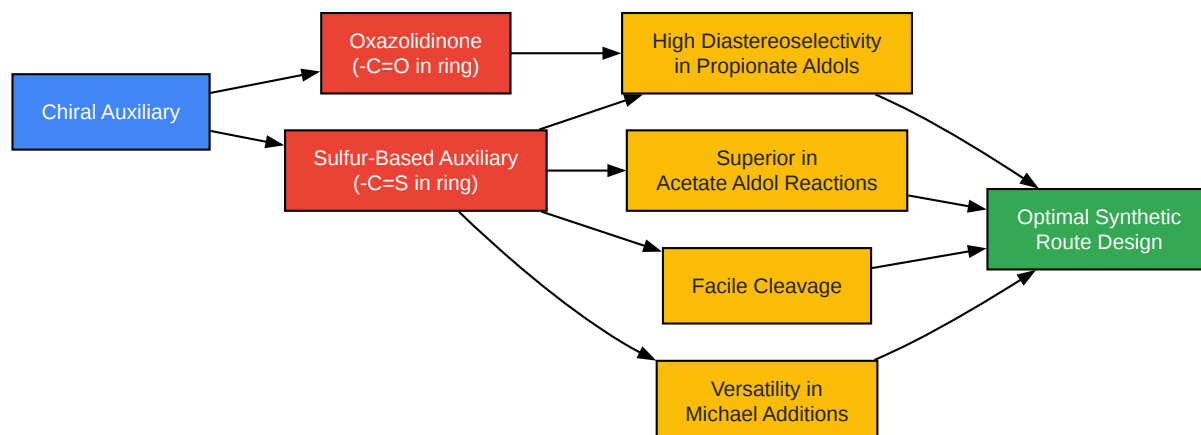 Chiral Auxiliary
Oxazolidinone
(-C=O in ring)
Sulfur-Based Auxiliary
(-C=S in ring)
High Diastereoselectivity
in Propionate Aldols
Superior in
Acetate Aldol Reactions
Facile Cleavage
Versatility in
Michael Additions
Optimal Synthetic
Route Design